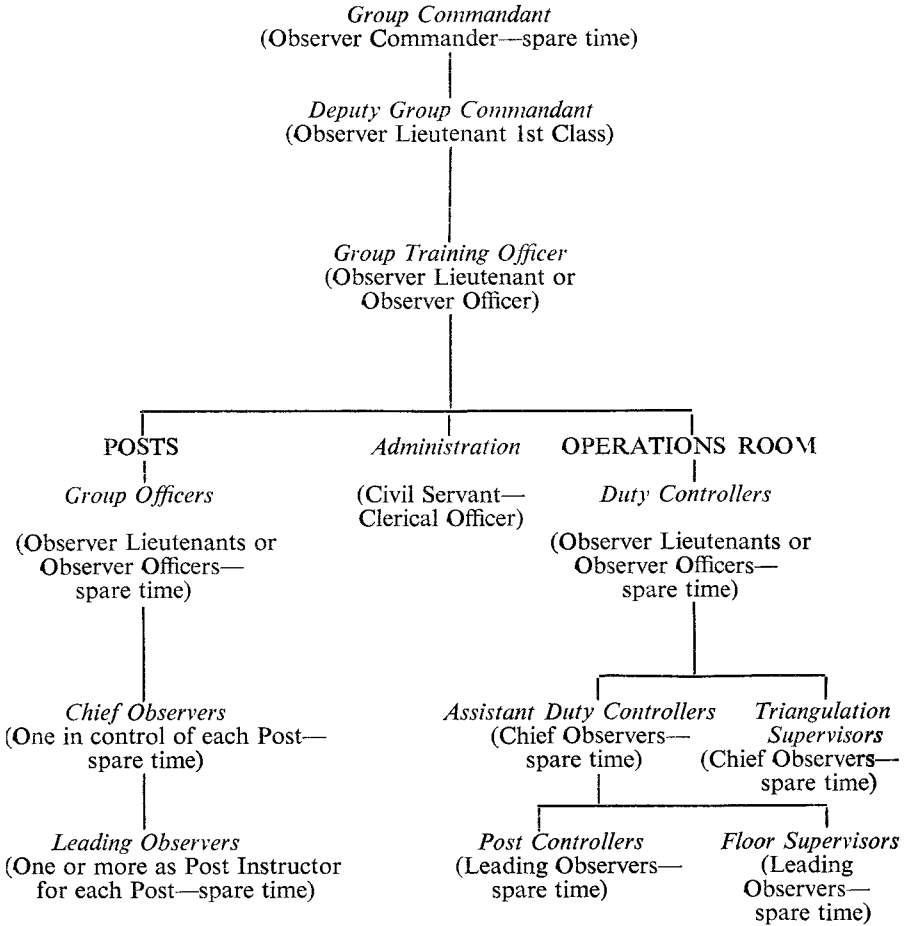 Group Commandant
(Observer Commander—spare time)
Deputy Group Commandant
(Observer Lieutenant 1st Class)
Group Training Officer
(Observer Lieutenant or
Observer Officer)
POSTS
Group Officers
(Observer Lieutenants or
Observer Officers—
spare time)
Chief Observers
(One in control of each Post—
spare time)
Leading Observers
(One or more as Post Instructor
for each Post—spare time)
Administration
(Civil Servant—
Clerical Officer)
OPERATIONS ROOM
Duty Controllers
(Observer Lieutenants or
Observer Officers—
spare time)
Assistant Duty Controllers
(Chief Observers—
spare time)
Triangulation
Supervisors
(Chief Observers—
spare time)
Post Controllers
(Leading Observers—
spare time)
Floor Supervisors
(Leading
Observers—
spare time)